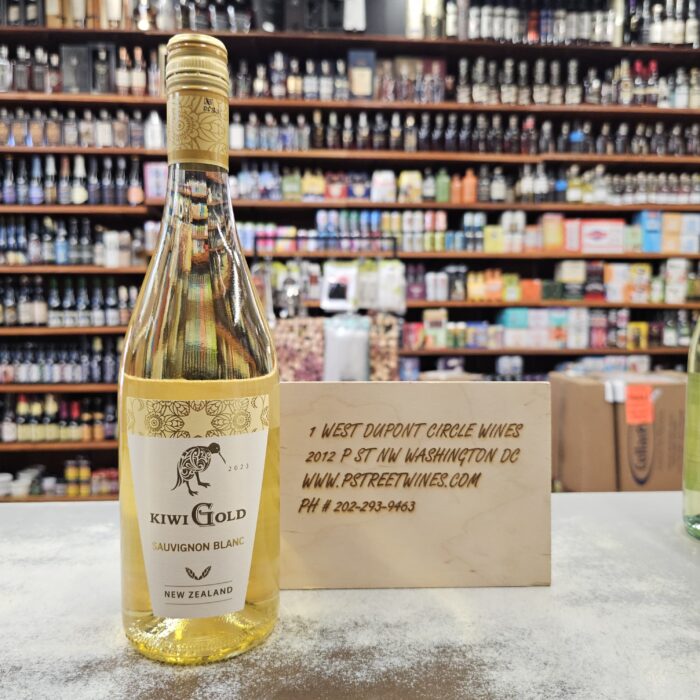 2023
KIWI GOLD
SAUVIGNON BLANC
NEW ZEALAND
1 WEST DUPONT CIRCLE WINES
2012 P ST NW WASHINGTON DC
WWW.PSTREETWINES.COM
PH # 202-293-9463